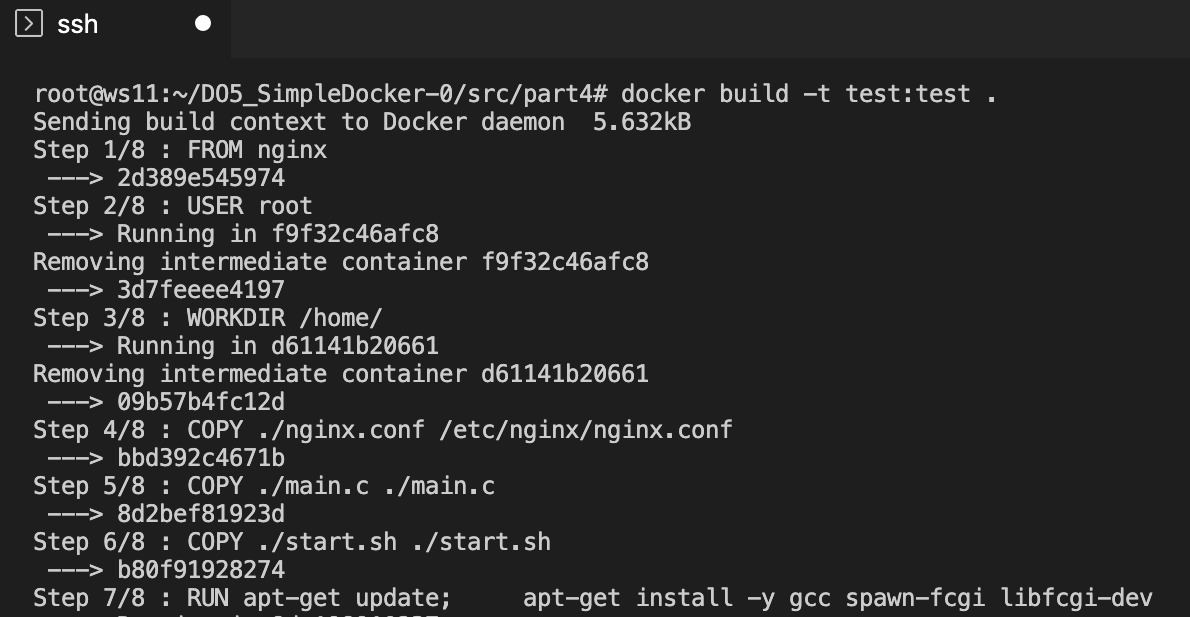 ssh
root@ws11:~/DO5_SimpleDocker-0/src/part4# docker build -t test:test .
Sending build context to Docker daemon  5.632kB
Step 1/8 : FROM nginx
 ---> 2d389e545974
Step 2/8 : USER root
 ---> Running in f9f32c46afc8
Removing intermediate container f9f32c46afc8
 ---> 3d7feeee4197
Step 3/8 : WORKDIR /home/
 ---> Running in d61141b20661
Removing intermediate container d61141b20661
 ---> 09b57b4fc12d
Step 4/8 : COPY ./nginx.conf /etc/nginx/nginx.conf
 ---> bbd392c4671b
Step 5/8 : COPY ./main.c ./main.c
 ---> 8d2bef81923d
Step 6/8 : COPY ./start.sh ./start.sh
 ---> b80f91928274
Step 7/8 : RUN apt-get update;     apt-get install -y gcc spawn-fcgi libfcgi-dev